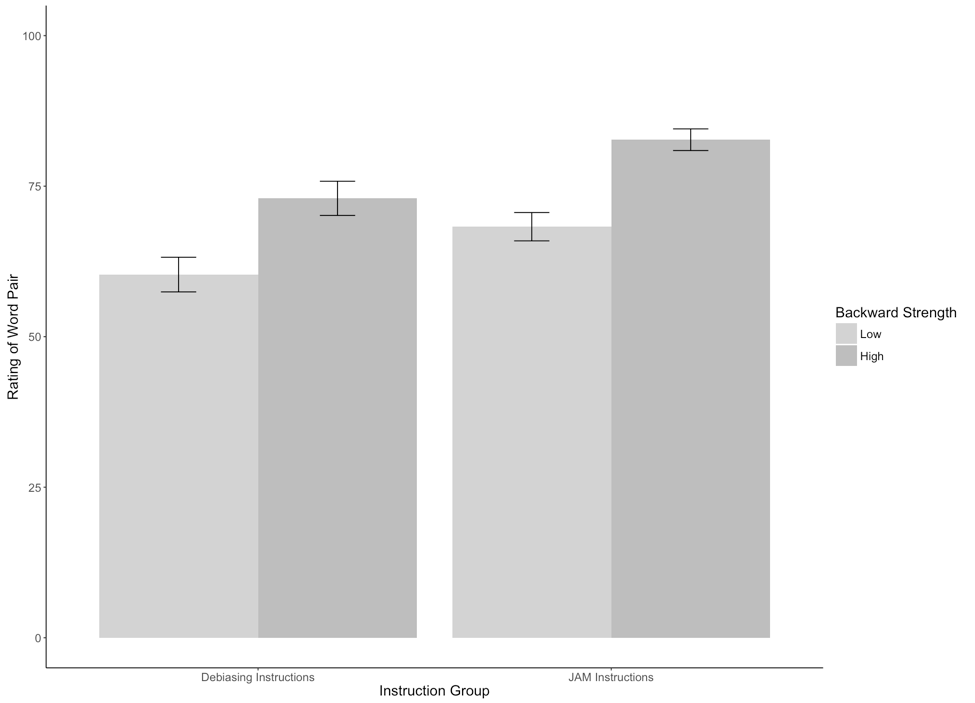 100
75
50
25
0
Rating of Word Pair
Debiasing Instructions
JAM Instructions
Instruction Group
Backward Strength
Low
High